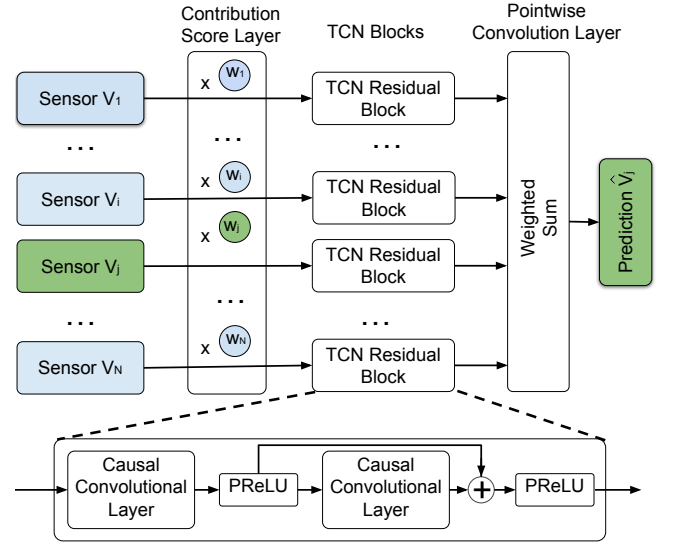 Contribution
Score Layer
TCN Blocks
Pointwise
Convolution Layer
Sensor V₁
x
w₁
TCN Residual
Block
...
...
...
Sensor Vᵢ
x
wᵢ
TCN Residual
Block
Sensor Vⱼ
x
wⱼ
TCN Residual
Block
...
...
...
Sensor V_N
x
w_N
TCN Residual
Block
Weighted
Sum
Prediction V̂ⱼ
Causal
Convolutional
Layer
PReLU
Causal
Convolutional
Layer
+
PReLU